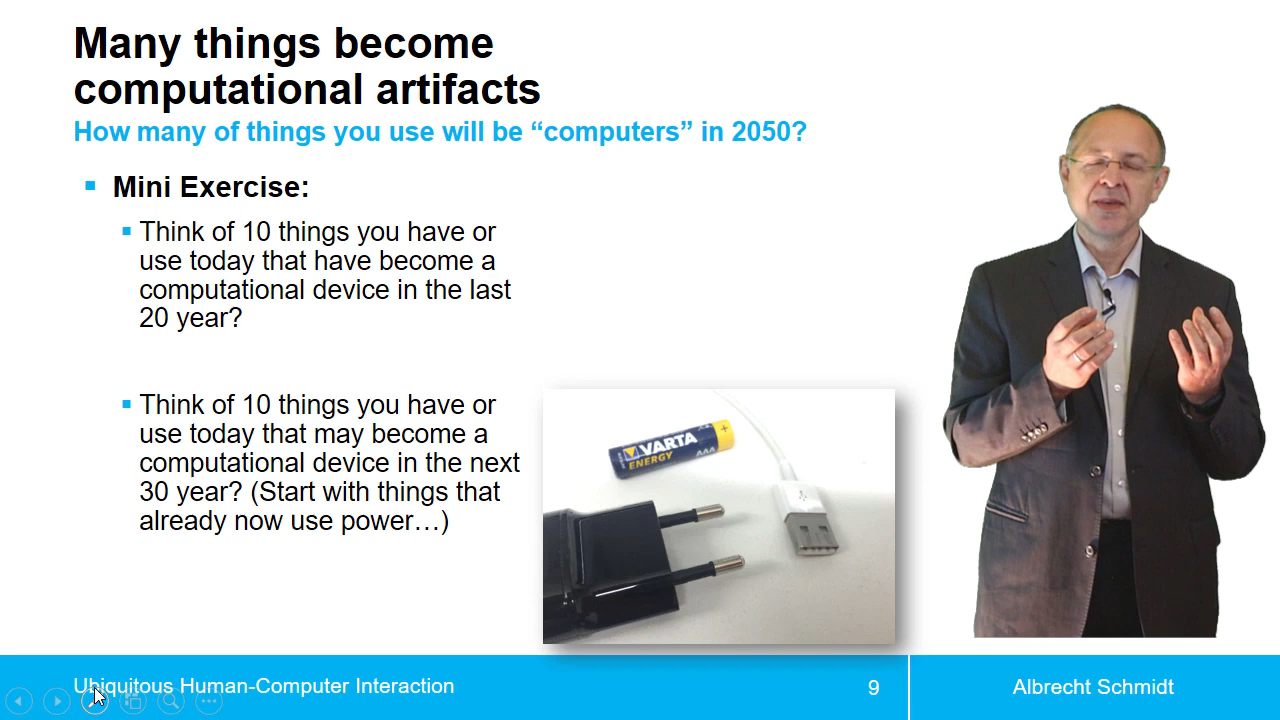 Many things become
computational artifacts
How many of things you use will be “computers” in 2050?
Mini Exercise:
Think of 10 things you have or
use today that have become a
computational device in the last
20 year?
Think of 10 things you have or
use today that may become a
computational device in the next
30 year? (Start with things that
already now use power…)
VARTA
ENERGY
AAA
Ubiquitous Human-Computer Interaction
9
Albrecht Schmidt